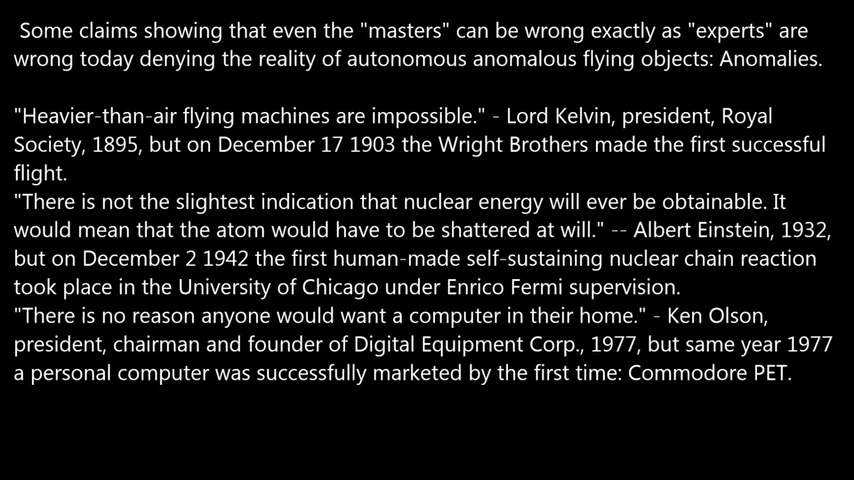 Some claims showing that even the "masters" can be wrong exactly as "experts" are
wrong today denying the reality of autonomous anomalous flying objects: Anomalies.
"Heavier-than-air flying machines are impossible." - Lord Kelvin, president, Royal
Society, 1895, but on December 17 1903 the Wright Brothers made the first successful
flight.
"There is not the slightest indication that nuclear energy will ever be obtainable. It
would mean that the atom would have to be shattered at will." -- Albert Einstein, 1932,
but on December 2 1942 the first human-made self-sustaining nuclear chain reaction
took place in the University of Chicago under Enrico Fermi supervision.
"There is no reason anyone would want a computer in their home." - Ken Olson,
president, chairman and founder of Digital Equipment Corp., 1977, but same year 1977
a personal computer was successfully marketed by the first time: Commodore PET.